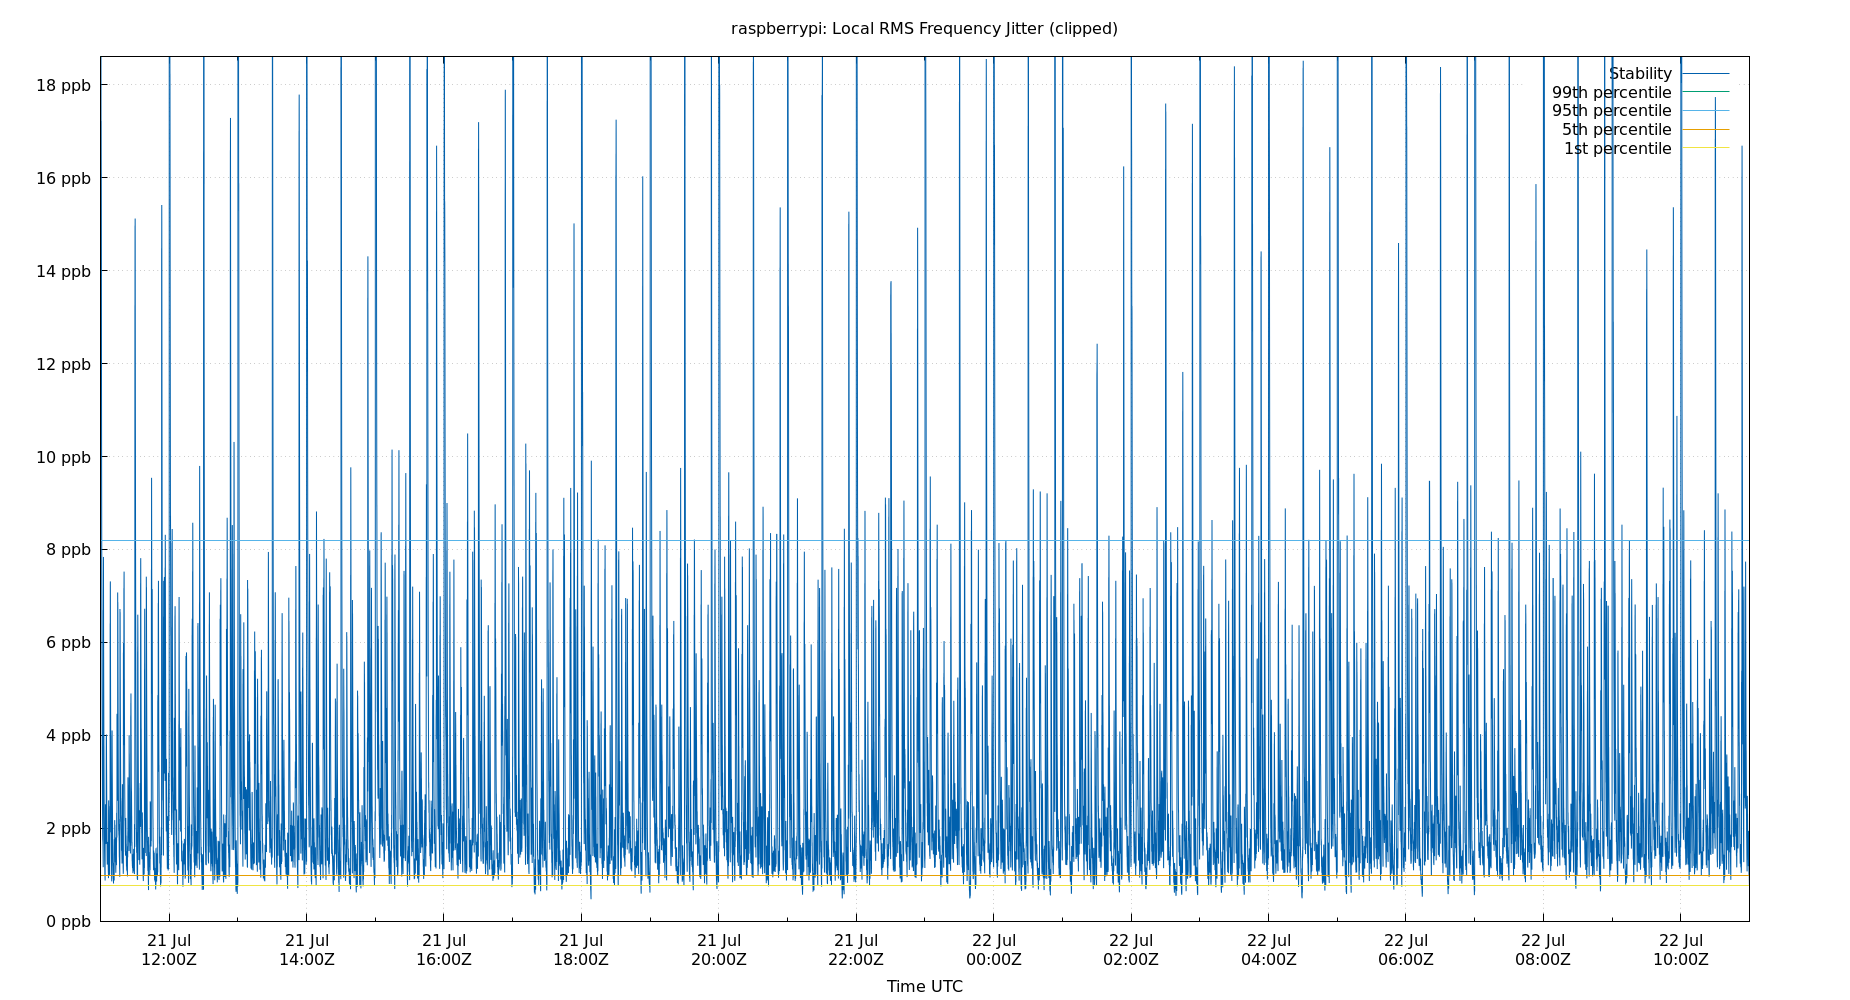 raspberrypi: Local RMS Frequency Jitter (clipped)
18 ppb
16 ppb
14 ppb
12 ppb
10 ppb
8 ppb
6 ppb
4 ppb
2 ppb
0 ppb
Stability
99th percentile
95th percentile
5th percentile
1st percentile
21 Jul 21 Jul 21 Jul 21 Jul 21 Jul 21 Jul 22 Jul 22 Jul 22 Jul 22 Jul 22 Jul 22 Jul
12:00Z 14:00Z 16:00Z 18:00Z 20:00Z 22:00Z 00:00Z 02:00Z 04:00Z 06:00Z 08:00Z 10:00Z
Time UTC